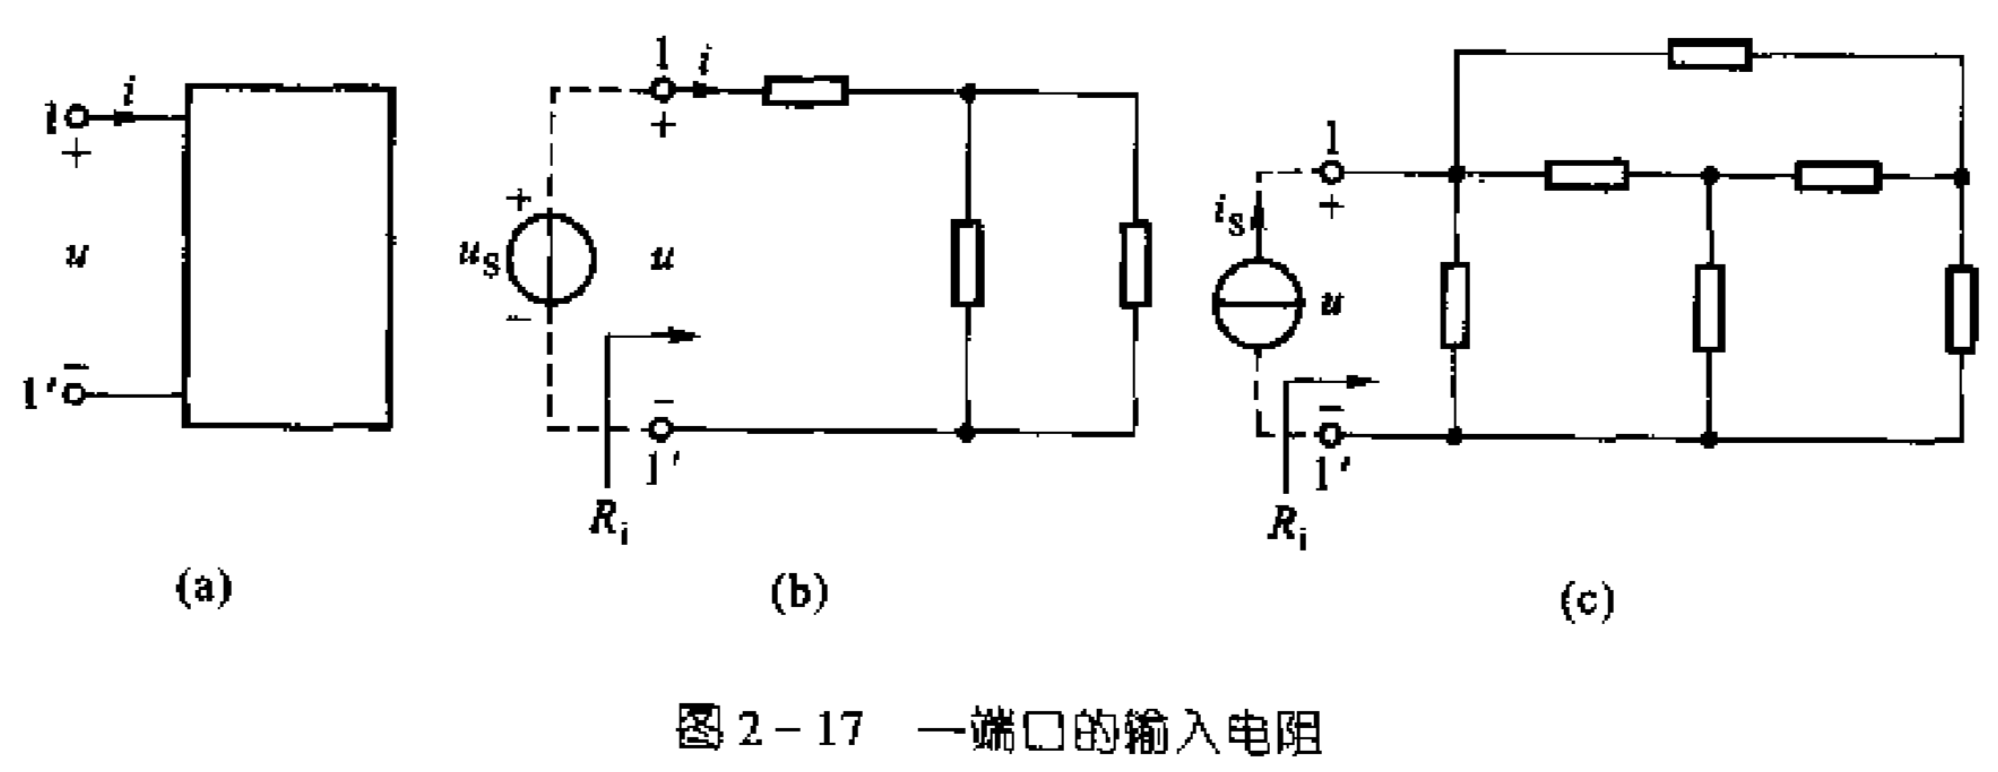 1 i
+
u
−
1′
(a)
1 i
+
+
u_S
u
−
−
1′
R_i
(b)
1
+
i_S
u
−
1′
R_i
(c)
图 2－17　一端口的输入电阻